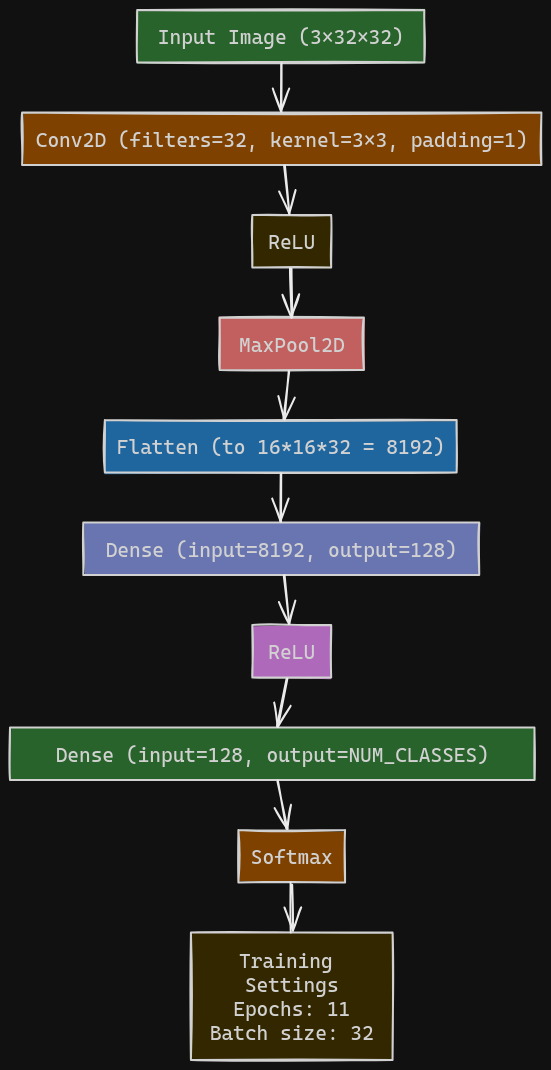 Input Image (3×32×32)
Conv2D (filters=32, kernel=3×3, padding=1)
ReLU
MaxPool2D
Flatten (to 16*16*32 = 8192)
Dense (input=8192, output=128)
ReLU
Dense (input=128, output=NUM_CLASSES)
Softmax
Training
Settings
Epochs: 11
Batch size: 32